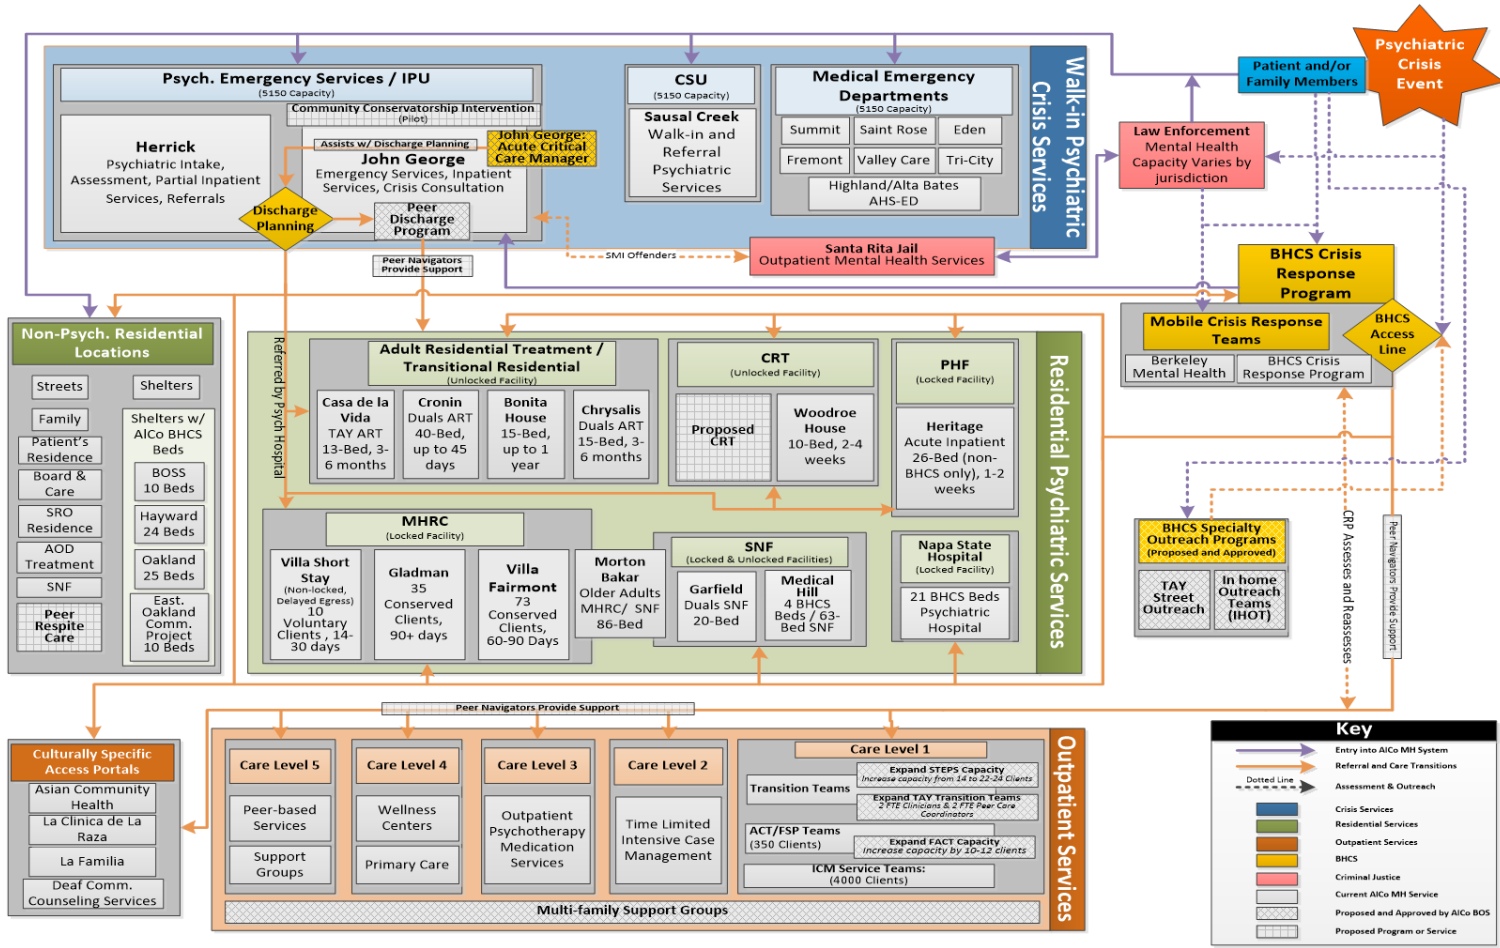 Psychiatric
Crisis
Event
Patient and/or
Family Members
Law Enforcement
Mental Health
Capacity Varies by
jurisdiction
Walk-in Psychiatric
Crisis Services
Psych. Emergency Services / IPU
(5150 Capacity)
Community Conservatorship Intervention
(Pilot)
Herrick
Psychiatric Intake,
Assessment, Partial Inpatient
Services, Referrals
Assists w/ Discharge Planning
John George:
Acute Critical
Care Manager
John George
Emergency Services, Inpatient
Services, Crisis Consultation
Discharge
Planning
Peer
Discharge
Program
CSU
(5150 Capacity)
Sausal Creek
Walk-in and
Referral
Psychiatric
Services
Medical Emergency
Departments
(5150 Capacity)
Summit
Saint Rose
Eden
Fremont
Valley Care
Tri-City
Highland/Alta Bates
AHS-ED
Peer Navigators
Provide Support
SMI Offenders
Santa Rita Jail
Outpatient Mental Health Services
BHCS Crisis
Response
Program
Mobile Crisis Response
Teams
Berkeley
Mental Health
BHCS Crisis
Response Program
BHCS
Access
Line
Non-Psych. Residential
Locations
Streets
Shelters
Family
Patient's
Residence
Board &
Care
SRO
Residence
AOD
Treatment
SNF
Peer
Respite
Care
Shelters w/
AlCo BHCS
Beds
BOSS
10 Beds
Hayward
24 Beds
Oakland
25 Beds
East.
Oakland
Comm.
Project
10 Beds
Referred by Psych Hospital
Residential Psychiatric Services
Adult Residential Treatment /
Transitional Residential
(Unlocked Facility)
Casa de la
Vida
TAY ART
13-Bed, 3-
6 months
Cronin
Duals ART
40-Bed,
up to 45
days
Bonita
House
15-Bed,
up to 1
year
Chrysalis
Duals ART
15-Bed, 3-
6 months
CRT
(Unlocked Facility)
Proposed
CRT
Woodroe
House
10-Bed, 2-4
weeks
PHF
(Locked Facility)
Heritage
Acute Inpatient
26-Bed (non-
BHCS only), 1-2
weeks
MHRC
(Locked Facility)
Villa Short
Stay
(Non-locked,
Delayed Egress)
10
Voluntary
Clients , 14-
30 days
Gladman
35
Conserved
Clients,
90+ days
Villa
Fairmont
73
Conserved
Clients,
60-90 Days
Morton
Bakar
Older Adults
MHRC/ SNF
86-Bed
SNF
(Locked & Unlocked Facilities)
Garfield
Duals SNF
20-Bed
Medical
Hill
4 BHCS
Beds / 63-
Bed SNF
Napa State
Hospital
(Locked Facility)
21 BHCS Beds
Psychiatric
Hospital
BHCS Specialty
Outreach Programs
(Proposed and Approved)
TAY
Street
Outreach
In home
Outreach
Teams
(IHOT)
CRP Assesses and Reassesses
Peer Navigators Provide Support
Peer Navigators Provide Support
Culturally Specific
Access Portals
Asian Community
Health
La Clinica de La
Raza
La Familia
Deaf Comm.
Counseling Services
Outpatient Services
Care Level 5
Peer-based
Services
Support
Groups
Care Level 4
Wellness
Centers
Primary Care
Care Level 3
Outpatient
Psychotherapy
Medication
Services
Care Level 2
Time Limited
Intensive Case
Management
Care Level 1
Transition Teams
Expand STEPS Capacity
Increase capacity from 14 to 22-24 Clients
Expand TAY Transition Teams
2 FTE Clinicians & 2 FTE Peer Care
Coordinators
ACT/FSP Teams
(350 Clients)
Expand FACT Capacity
Increase capacity by 10-12 clients
ICM Service Teams:
(4000 Clients)
Multi-family Support Groups
Key
Entry into AlCo MH System
Referral and Care Transitions
Dotted Line
Assessment & Outreach
Crisis Services
Residential Services
Outpatient Services
BHCS
Criminal Justice
Current AlCo MH Service
Proposed and Approved by AlCo BOS
Proposed Program or Service